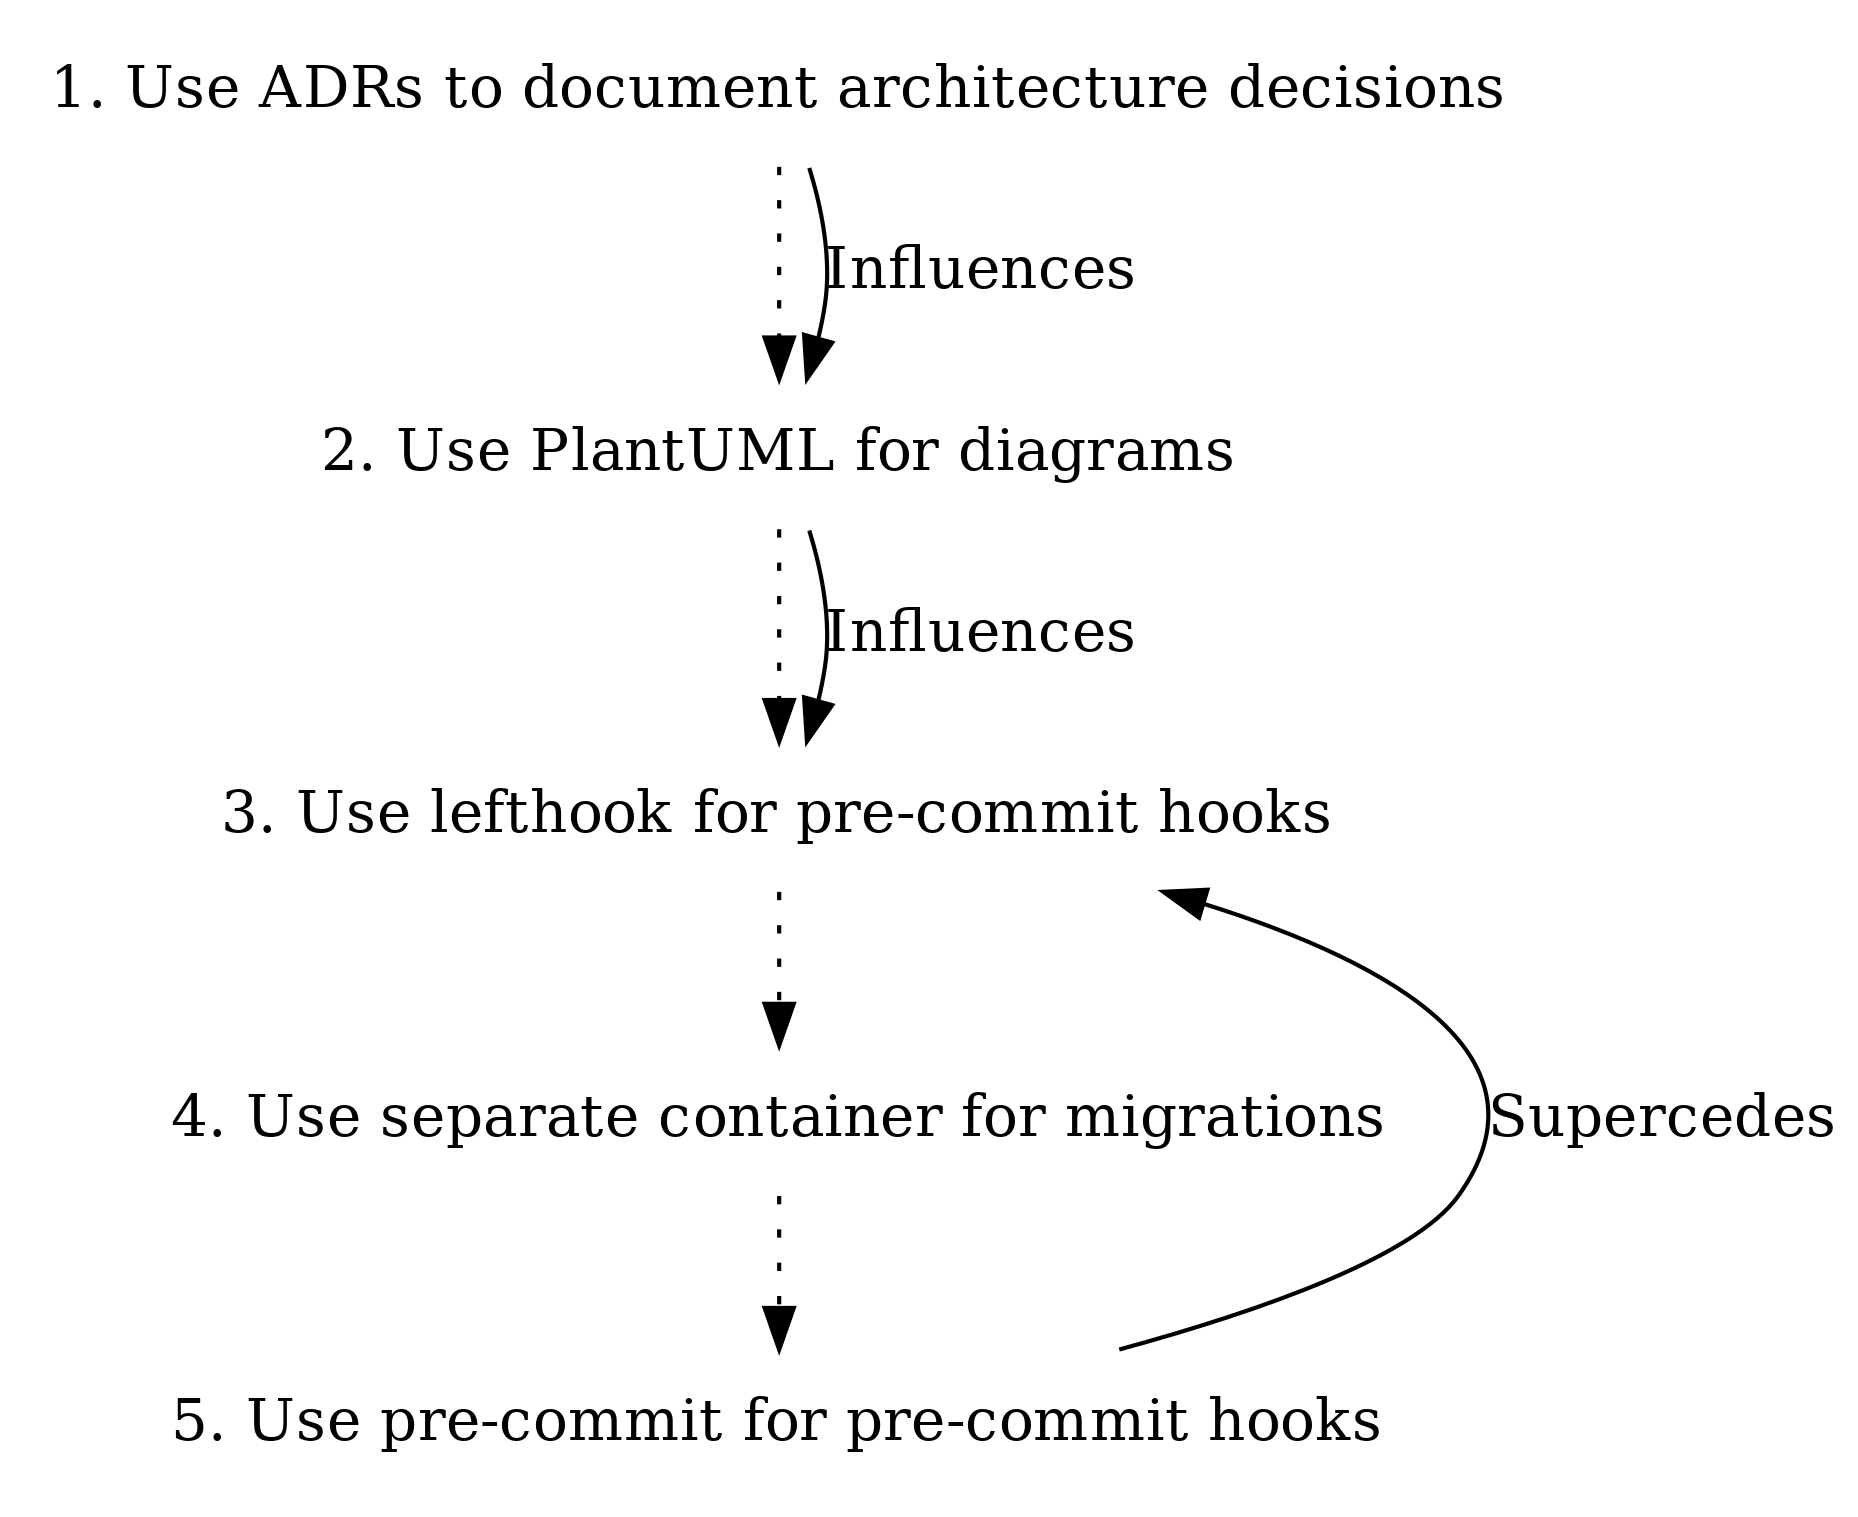 1. Use ADRs to document architecture decisions
Influences
2. Use PlantUML for diagrams
Influences
3. Use lefthook for pre-commit hooks
4. Use separate container for migrations
Supercedes
5. Use pre-commit for pre-commit hooks